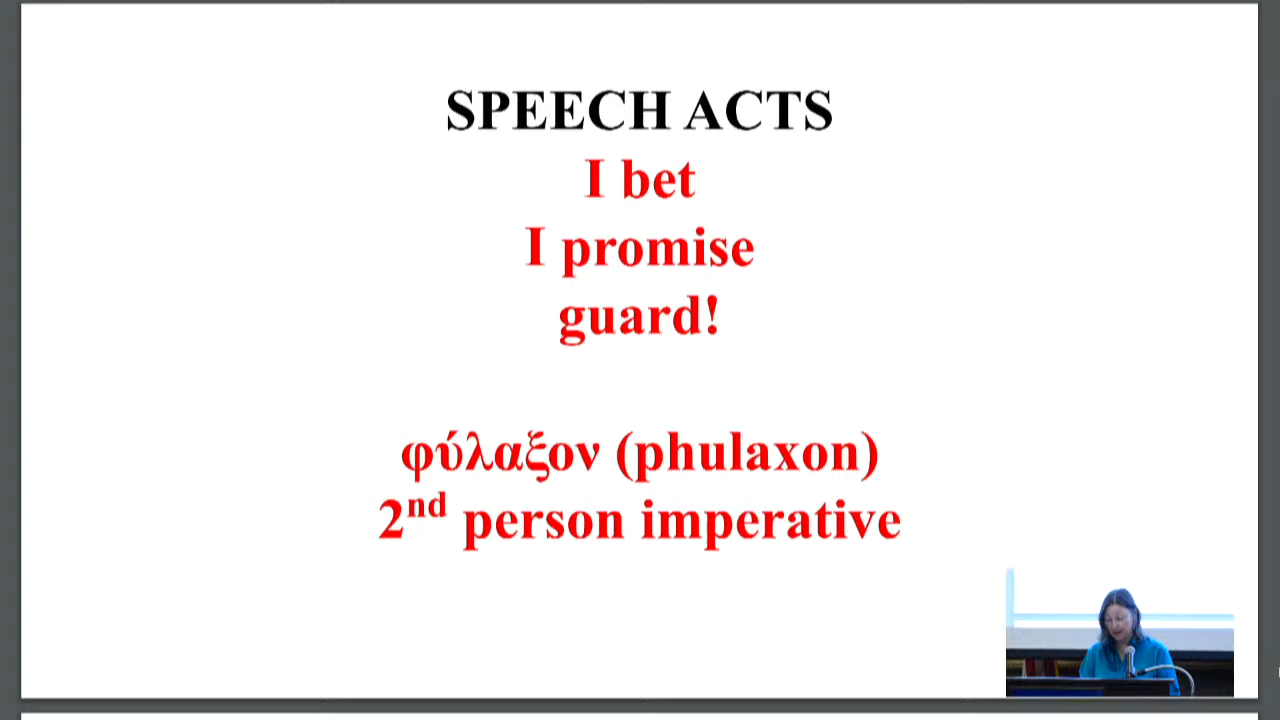 SPEECH ACTS
I bet
I promise
guard!
φύλαξον (phulaxon)
2nd person imperative